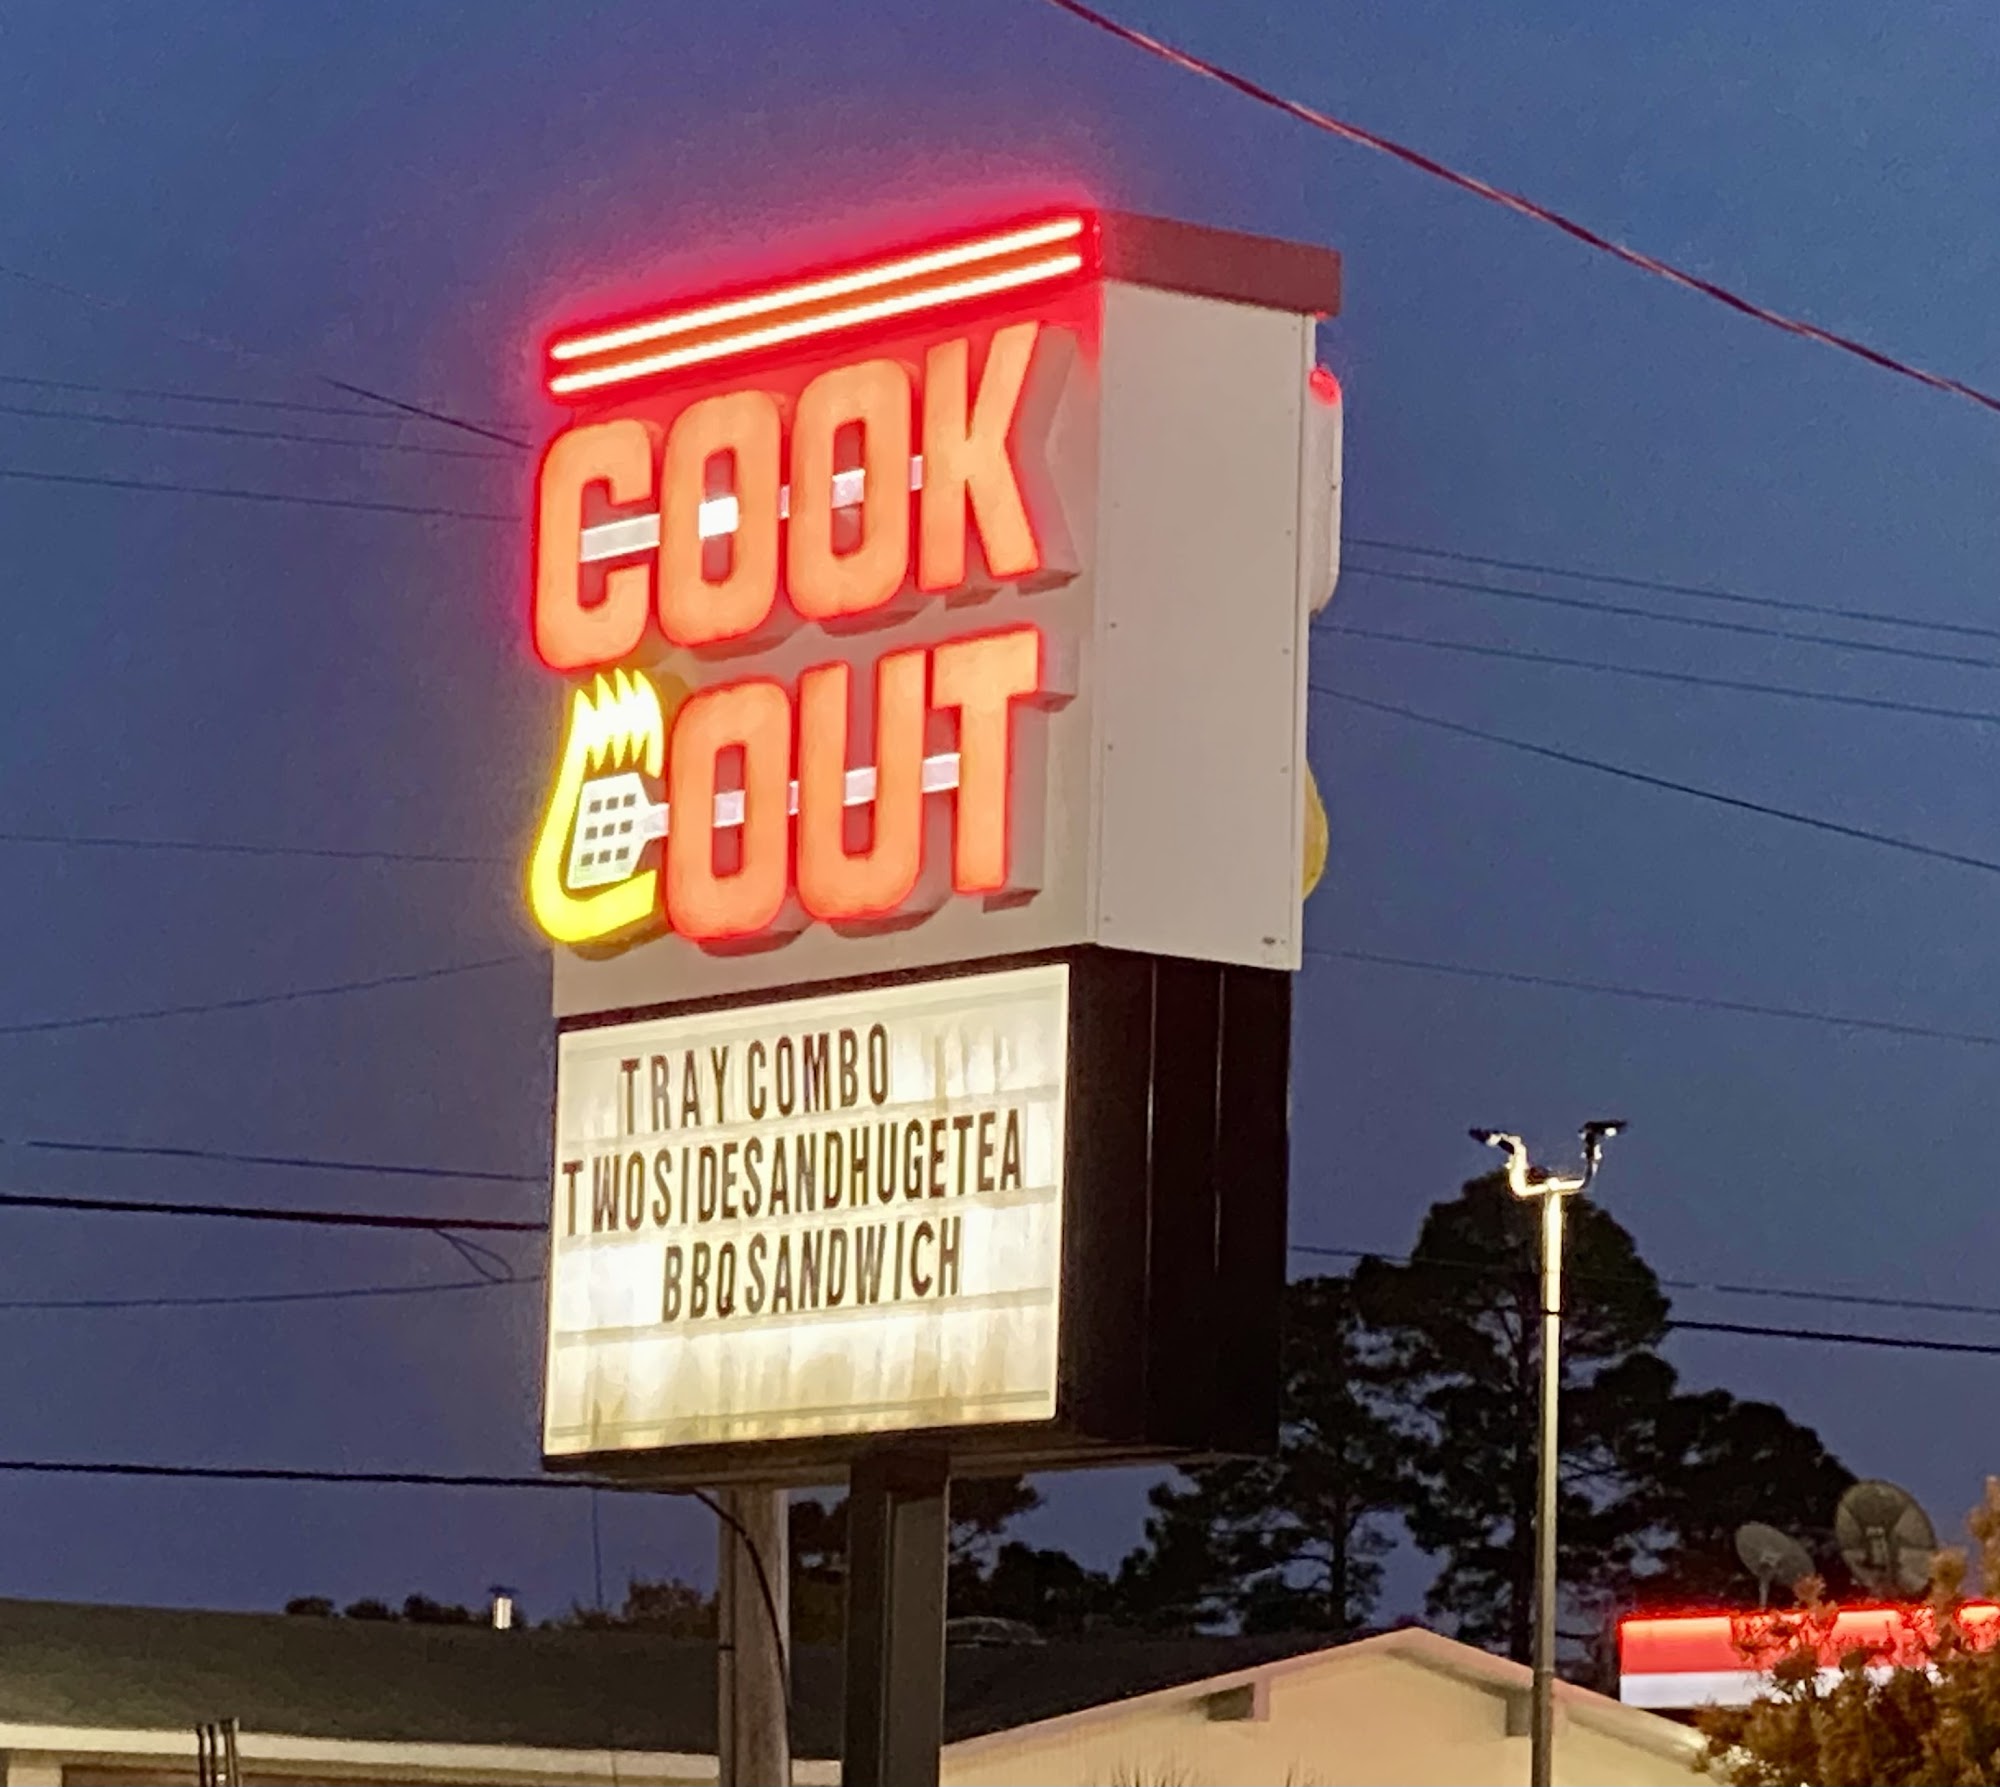 COOK
OUT
TRAY COMBO
TWOSIDESANDHUGETEA
BBQSANDWICH